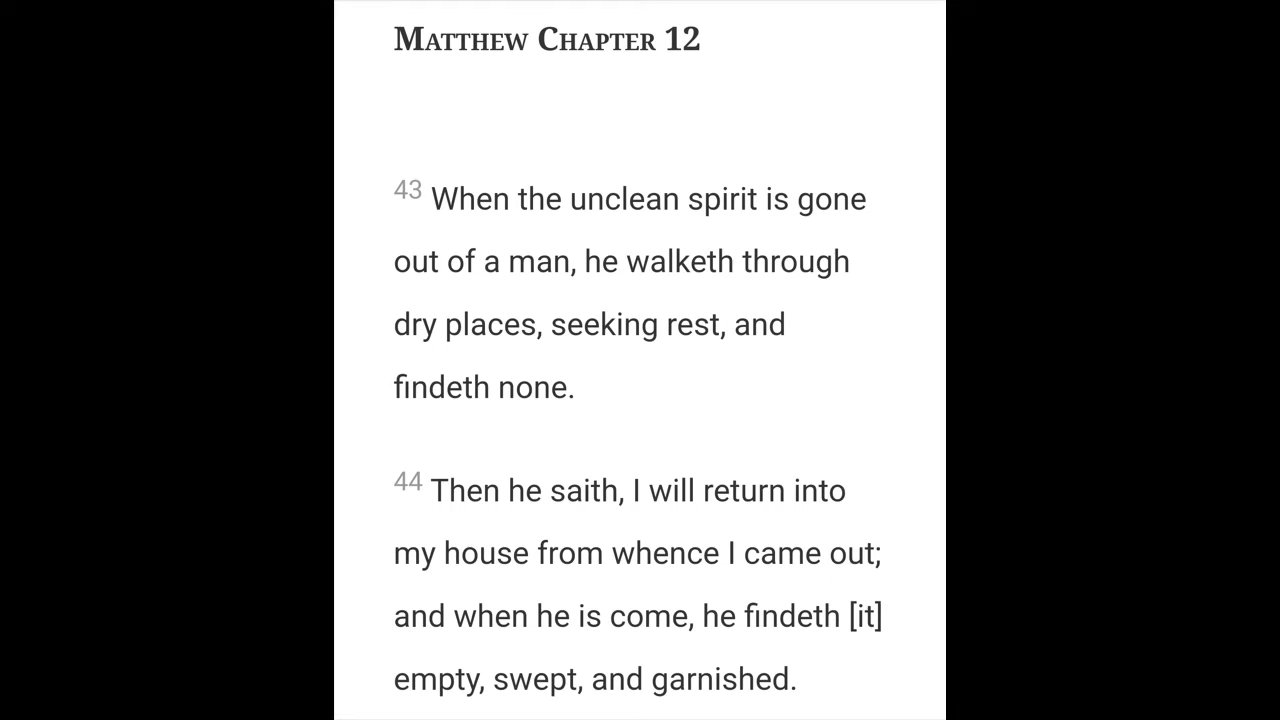 Matthew Chapter 12
43 When the unclean spirit is gone
out of a man, he walketh through
dry places, seeking rest, and
findeth none.
44 Then he saith, I will return into
my house from whence I came out;
and when he is come, he findeth [it]
empty, swept, and garnished.